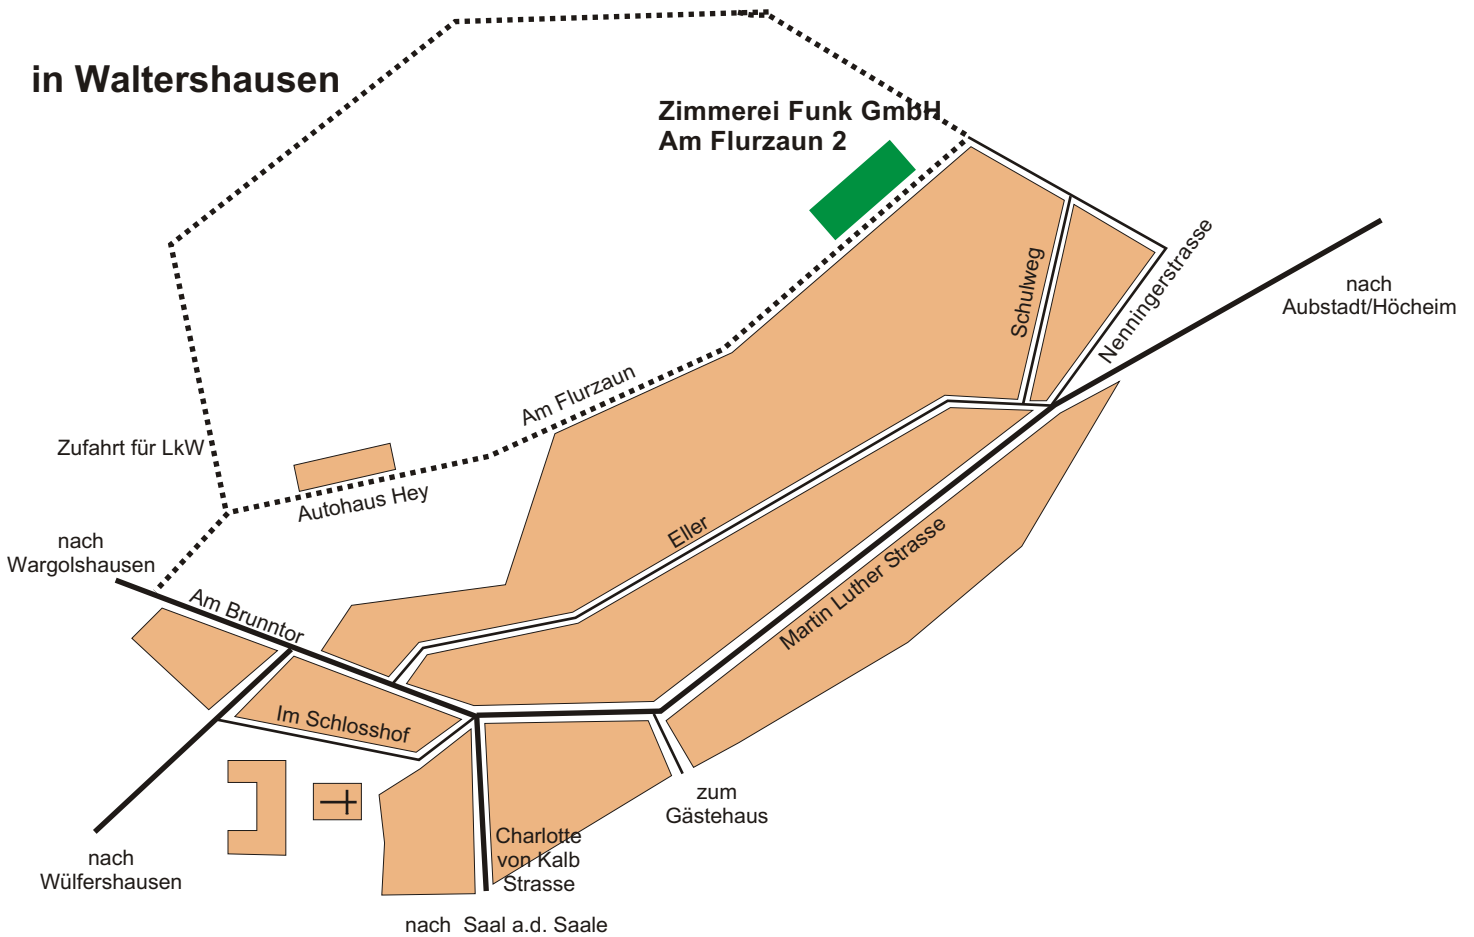 in Waltershausen
Zimmerei Funk GmbH
Am Flurzaun 2
Schulweg
Nenningerstrasse
nach
Aubstadt/Höcheim
Am Flurzaun
Zufahrt für LkW
Autohaus Hey
nach
Wargolshausen
Eller
Martin Luther Strasse
Am Brunntor
Im Schlosshof
zum
Gästehaus
Charlotte
von Kalb
Strasse
nach
Wülfershausen
nach Saal a.d. Saale